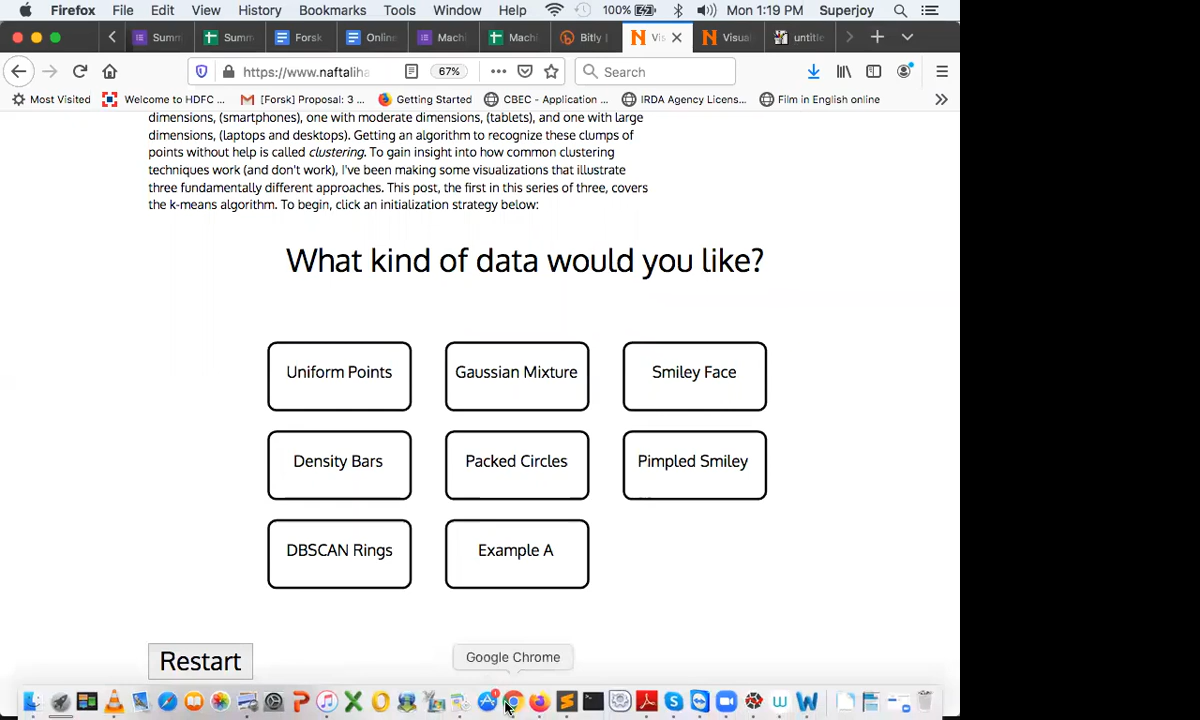 Firefox File Edit View History Bookmarks Tools Window Help 100% Mon 1:19 PM Superjoy
Summ Summ Forsk Online Machi Machi Bitly | Vis Visua untitle
https://www.naftaliha 67% Search
Most Visited Welcome to HDFC ... [Forsk] Proposal: 3 ... Getting Started CBEC - Application ... IRDA Agency Licens... Film in English online
dimensions, (smartphones), one with moderate dimensions, (tablets), and one with large
dimensions, (laptops and desktops). Getting an algorithm to recognize these clumps of
points without help is called clustering. To gain insight into how common clustering
techniques work (and don't work), I've been making some visualizations that illustrate
three fundamentally different approaches. This post, the first in this series of three, covers
the k-means algorithm. To begin, click an initialization strategy below:
What kind of data would you like?
Uniform Points Gaussian Mixture Smiley Face
Density Bars Packed Circles Pimpled Smiley
DBSCAN Rings Example A
Restart
Google Chrome